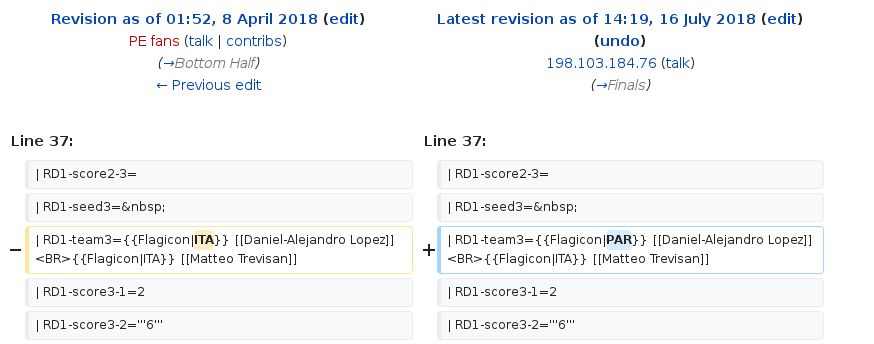 Revision as of 01:52, 8 April 2018 (edit)
PE fans (talk | contribs)
(→Bottom Half)
← Previous edit
Latest revision as of 14:19, 16 July 2018 (edit)
(undo)
198.103.184.76 (talk)
(→Finals)
Line 37:
Line 37:
| RD1-score2-3=
| RD1-score2-3=
| RD1-seed3=&nbsp;
| RD1-seed3=&nbsp;
− | RD1-team3={{Flagicon|ITA}} [[Daniel-Alejandro Lopez]]
<BR>{{Flagicon|ITA}} [[Matteo Trevisan]]
+ | RD1-team3={{Flagicon|PAR}} [[Daniel-Alejandro Lopez]]
<BR>{{Flagicon|ITA}} [[Matteo Trevisan]]
| RD1-score3-1=2
| RD1-score3-1=2
| RD1-score3-2='''6'''
| RD1-score3-2='''6'''